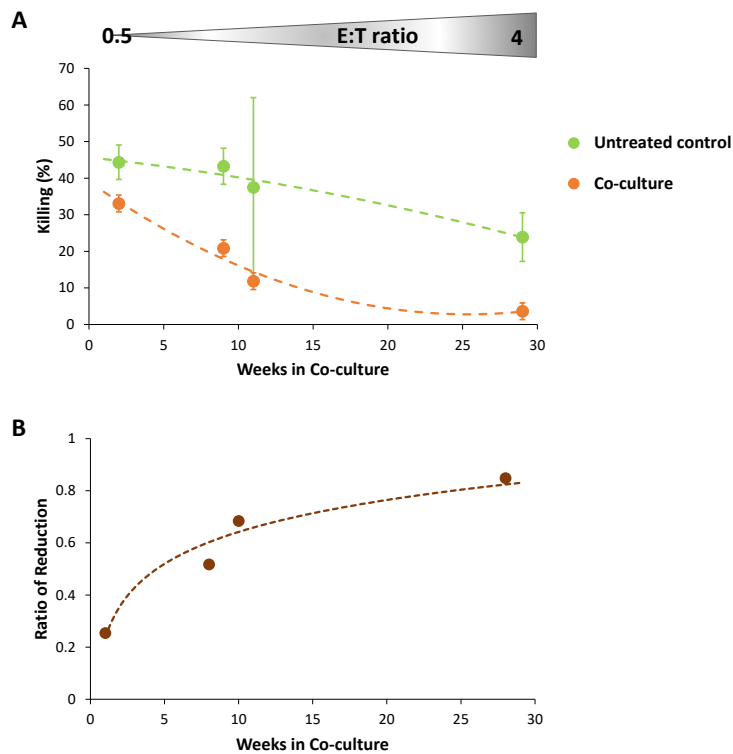 A
0.5 E:T ratio 4
70
60
50
40
30
20
10
0
Killing (%)
0 5 10 15 20 25 30
Weeks in Co-culture
Untreated control
Co-culture
B
1
0.8
0.6
0.4
0.2
0
Ratio of Reduction
0 5 10 15 20 25 30
Weeks in Co-culture